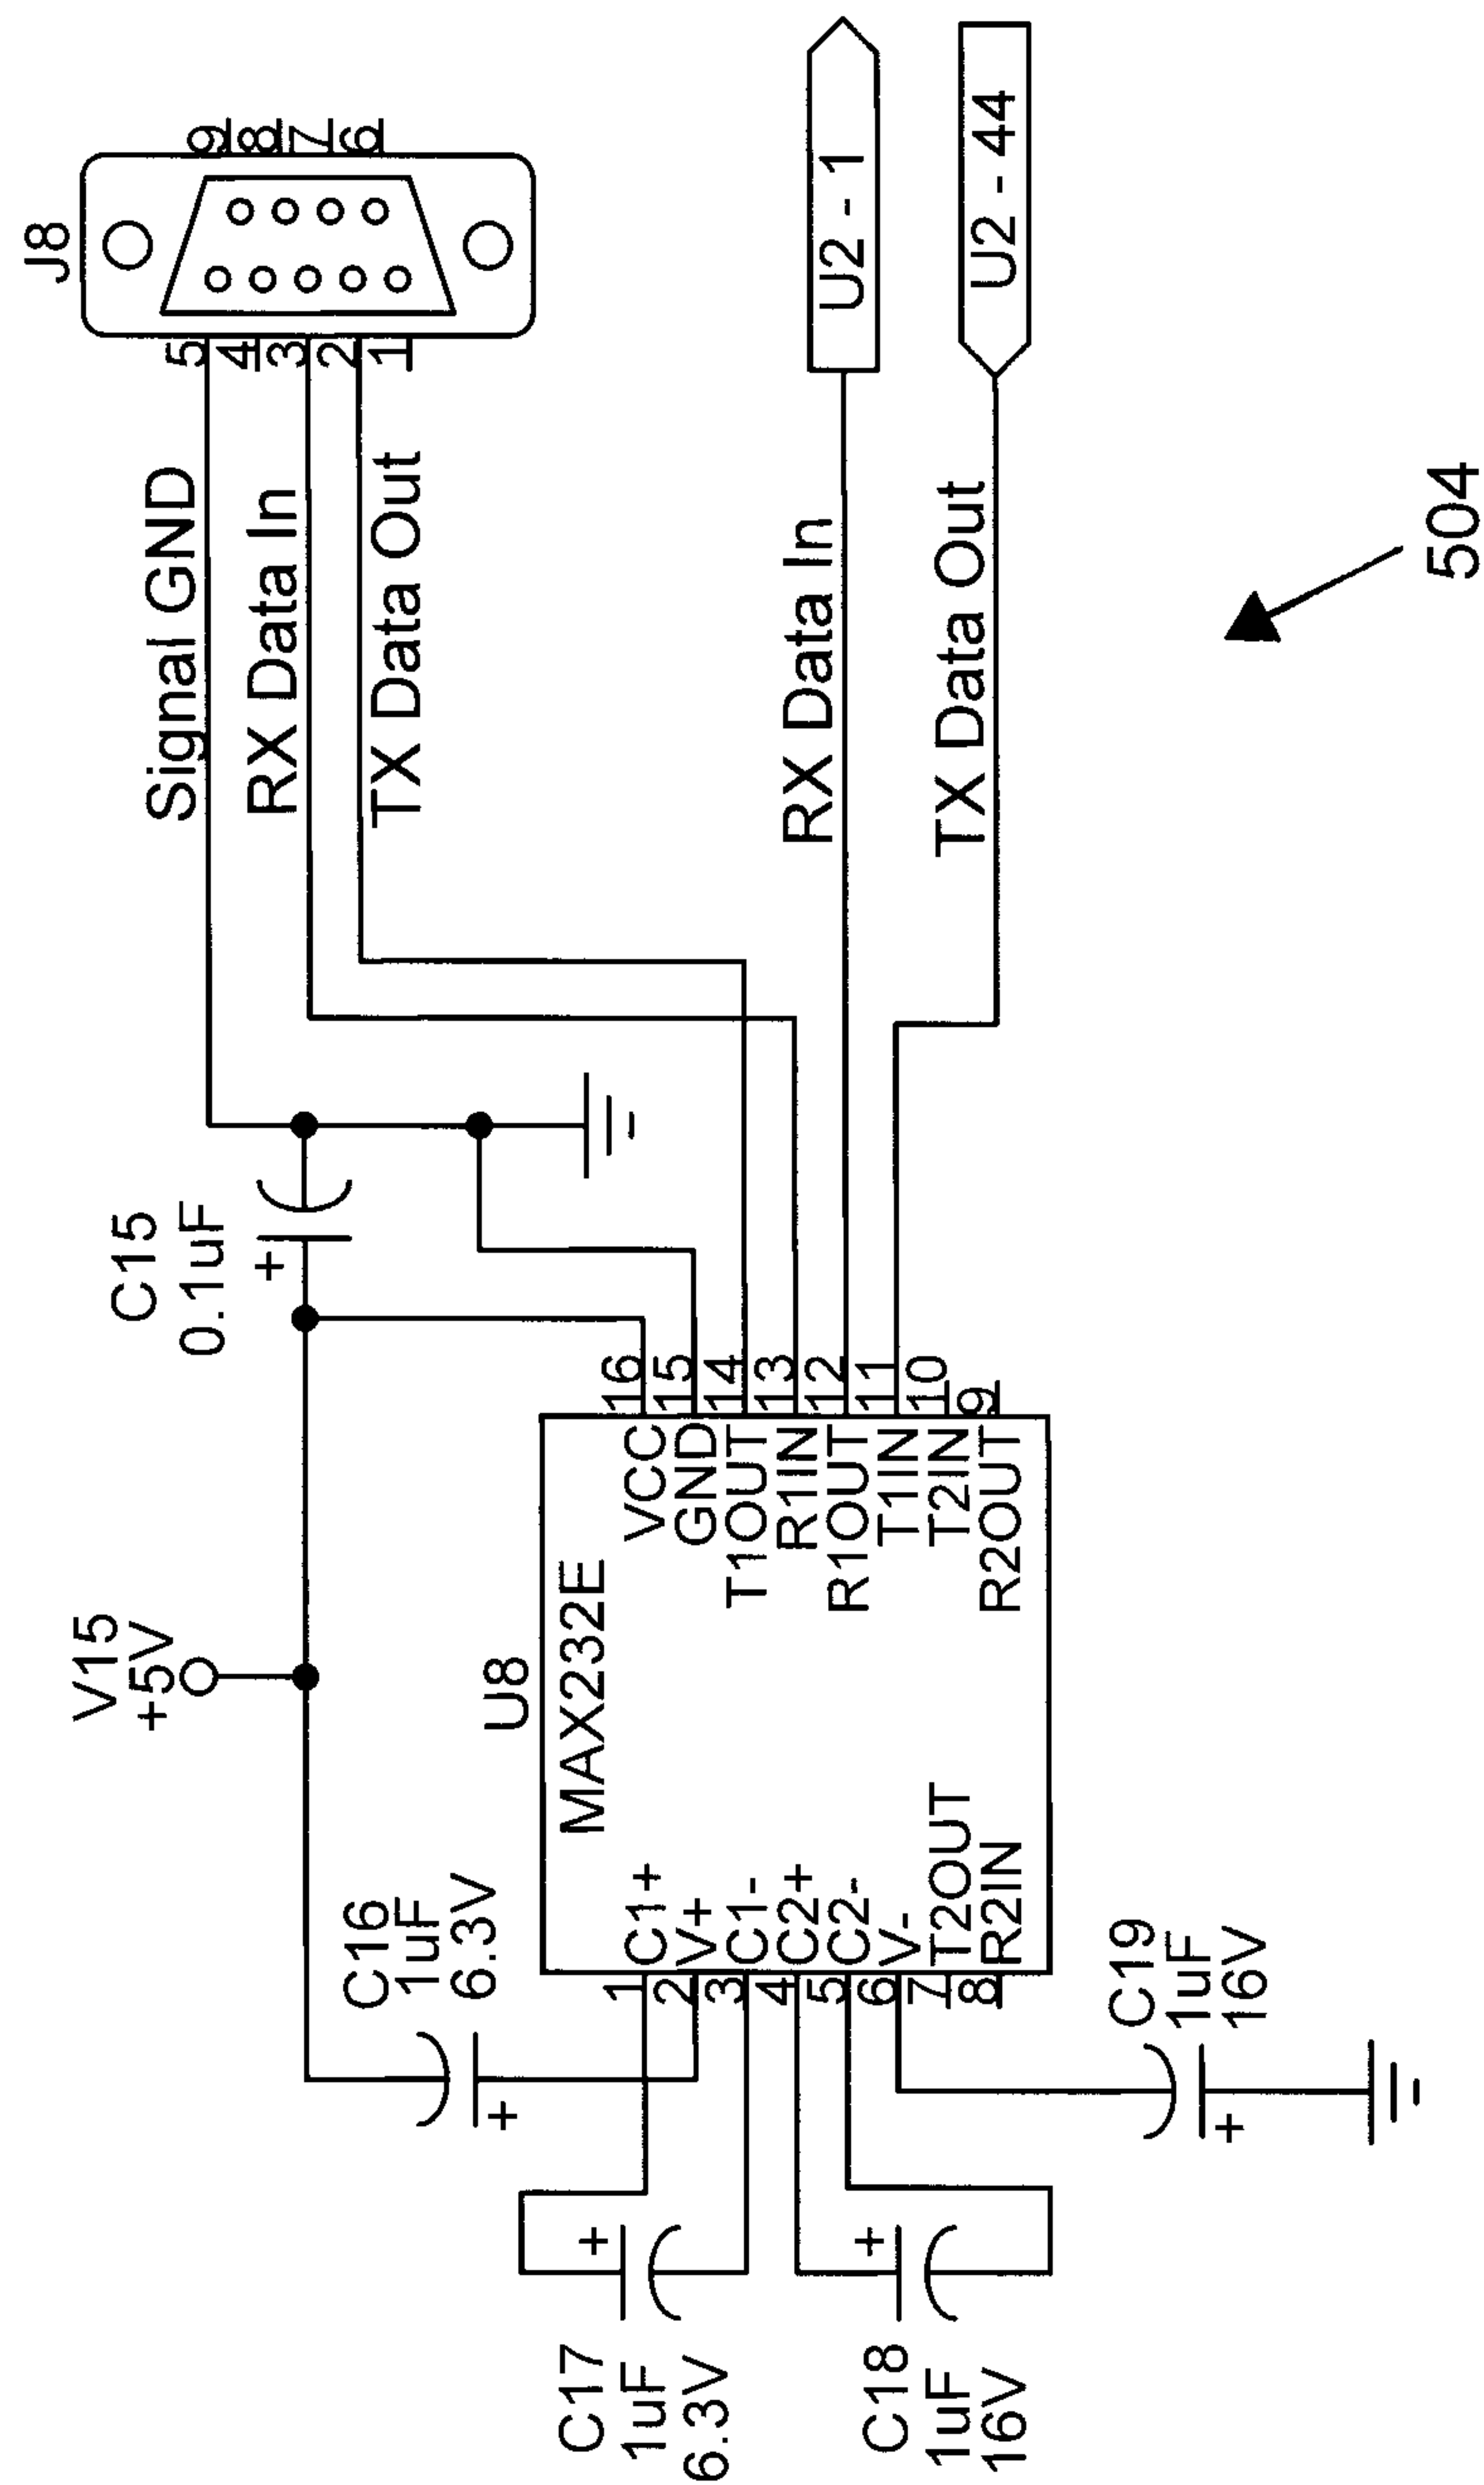 V15
+5V
C15
0.1uF
+
J8
5
4
3
2
1
9
8
7
6
Signal GND
RX Data In
TX Data Out
C16
1uF
6.3V
+
U8
MAX232E
1
2
3
4
5
6
7
8
C1+
V+
C1-
C2+
C2-
V-
T2OUT
R2IN
VCC
GND
T1OUT
R1IN
R1OUT
T1IN
T2IN
R2OUT
16
15
14
13
12
11
10
9
C17
1uF
6.3V
+
C18
1uF
16V
+
C19
1uF
16V
+
RX Data In
U2 - 1
TX Data Out
U2 - 44
504